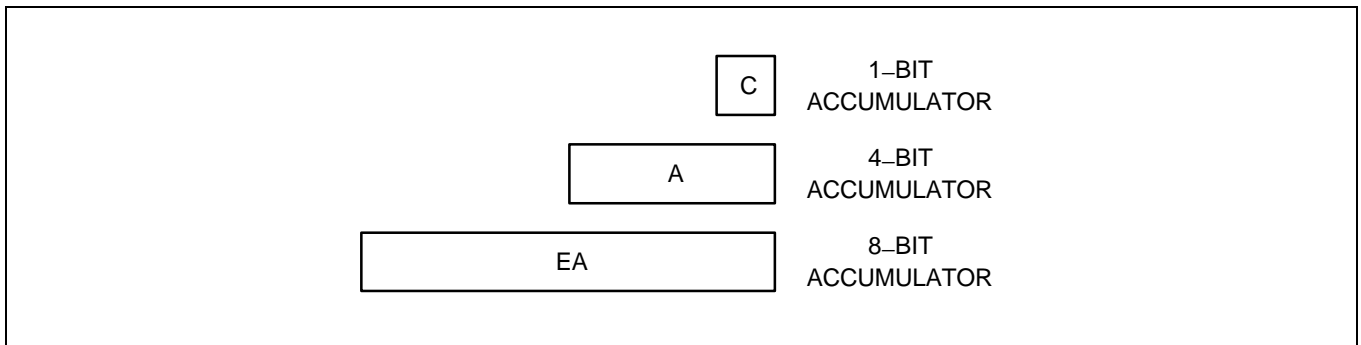 C
1–BIT
ACCUMULATOR
A
4–BIT
ACCUMULATOR
EA
8–BIT
ACCUMULATOR